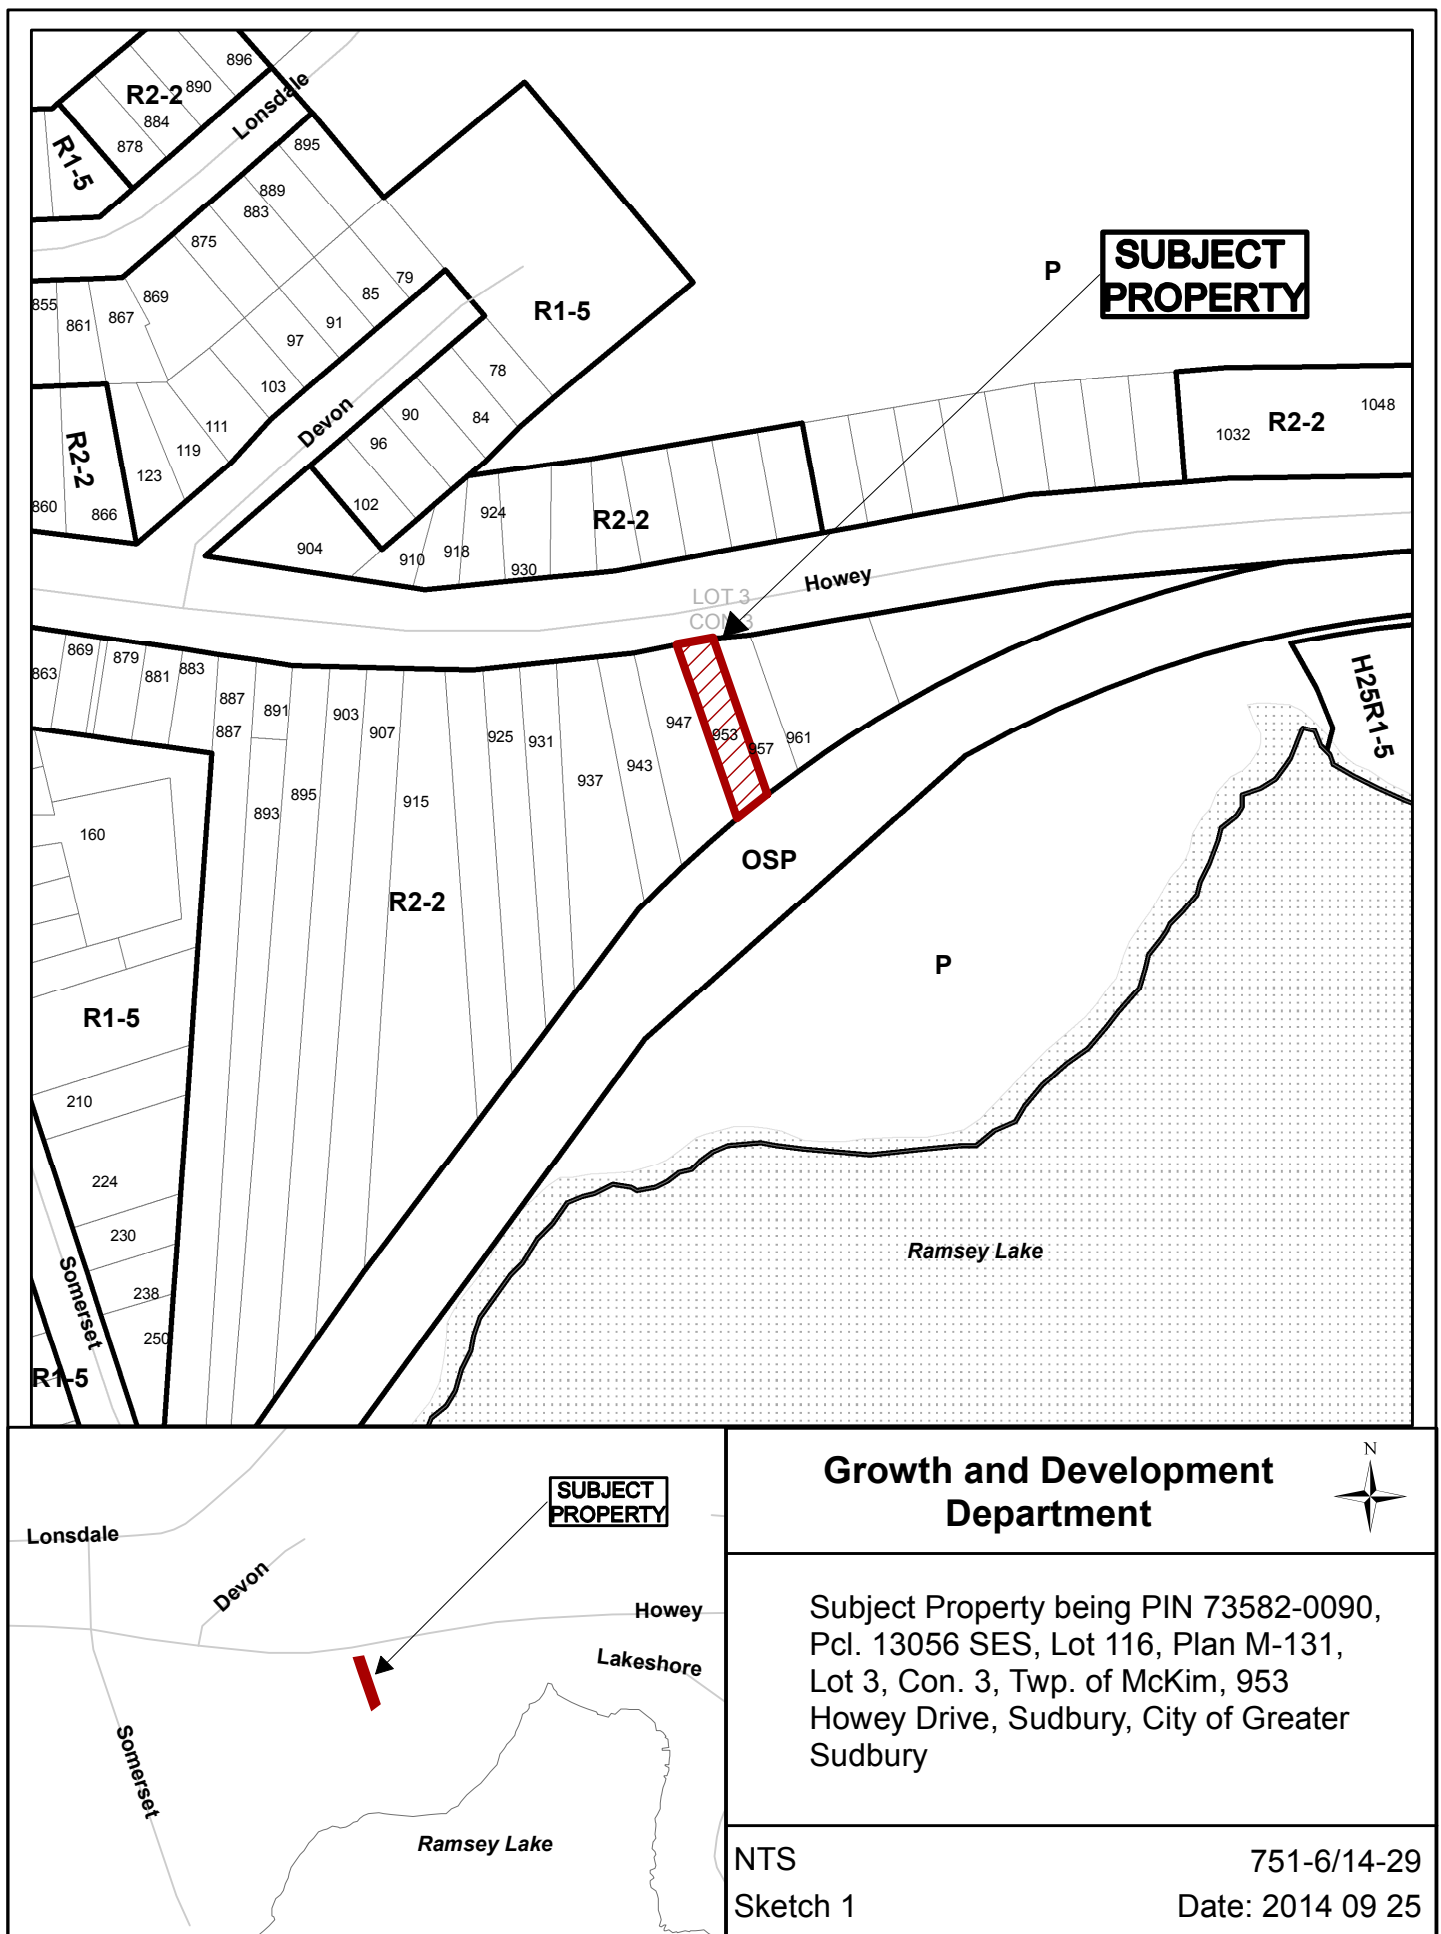 896
R2-2
890
884
878
Lonsdale
R1-5
895
889
883
875
869
855
861
867
79
85
91
97
103
111
119
123
R1-5
P
SUBJECT
PROPERTY
78
84
90
96
102
Devon
R2-2
860
866
904
910
918
924
930
R2-2
1032
R2-2
1048
Howey
LOT 3
CON 3
863
869
879
881
883
887
887
891
893
895
903
907
915
925
931
937
943
947
953
957
961
H25R1-5
160
R2-2
OSP
P
R1-5
210
224
230
238
250
Somerset
R1-5
Ramsey Lake
SUBJECT
PROPERTY
Lonsdale
Devon
Howey
Lakeshore
Somerset
Ramsey Lake
Growth and Development
Department
N
Subject Property being PIN 73582-0090,
Pcl. 13056 SES, Lot 116, Plan M-131,
Lot 3, Con. 3, Twp. of McKim, 953
Howey Drive, Sudbury, City of Greater
Sudbury
NTS
751-6/14-29
Sketch 1
Date: 2014 09 25